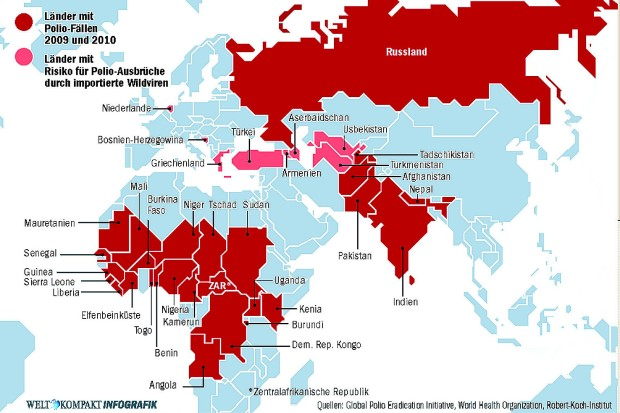 Länder mit
Polio-Fällen
2009 und 2010
Länder mit
Risiko für Polio-Ausbrüche
durch importierte Wildviren
Russland
Niederlande
Bosnien-Herzegowina
Griechenland
Türkei
Aserbaidschan
Armenien
Usbekistan
Tadschikistan
Turkmenistan
Afghanistan
Nepal
Pakistan
Indien
Mali
Burkina
Faso
Niger
Tschad
Sudan
Mauretanien
Senegal
Guinea
Sierra Leone
Liberia
Elfenbeinküste
Togo
Benin
Nigeria
Kamerun
ZAR*
Uganda
Kenia
Burundi
Dem. Rep. Kongo
Angola
*Zentralafrikanische Republik
WELT KOMPAKT INFOGRAFIK
Quellen: Global Polio Eradication Initiative, World Health Organization, Robert-Koch-Institut